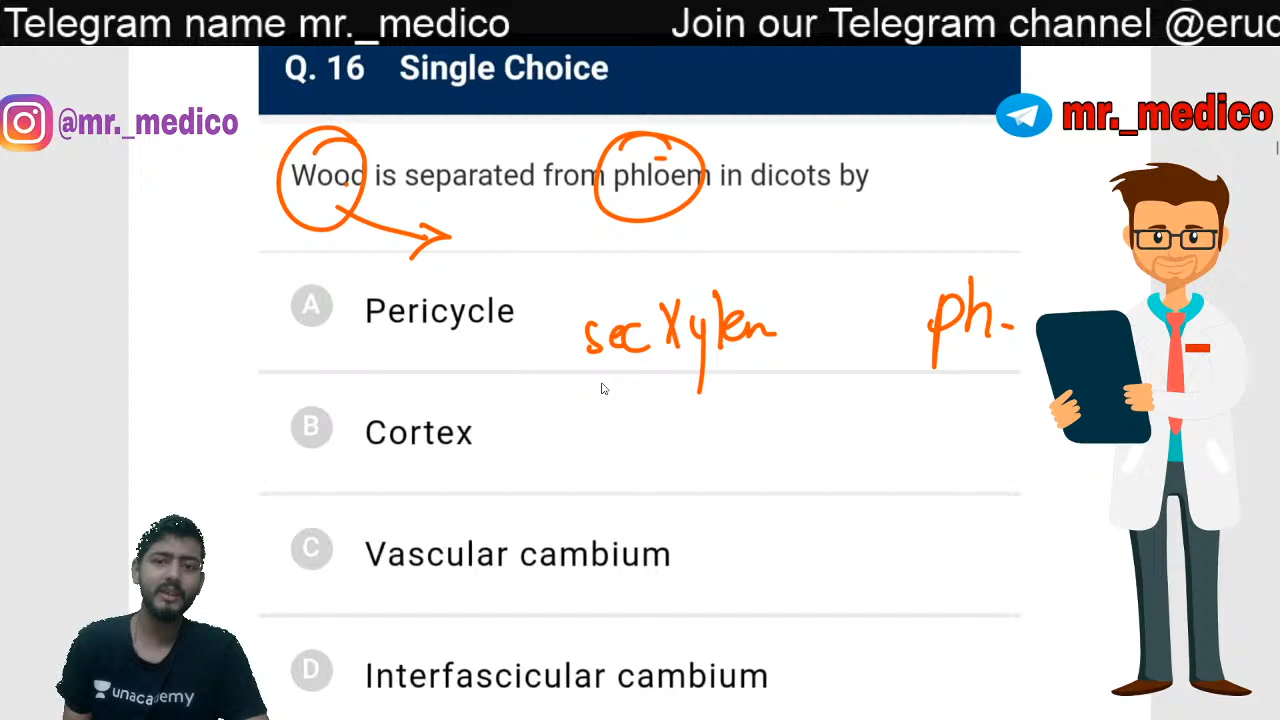 Telegram name mr._medico Join our Telegram channel @eruc
Q. 16 Single Choice
@mr._medico
mr._medico
Wood is separated from phloem in dicots by
A Pericycle
sec Xylem
ph.
B Cortex
C Vascular cambium
D Interfascicular cambium
unacademy